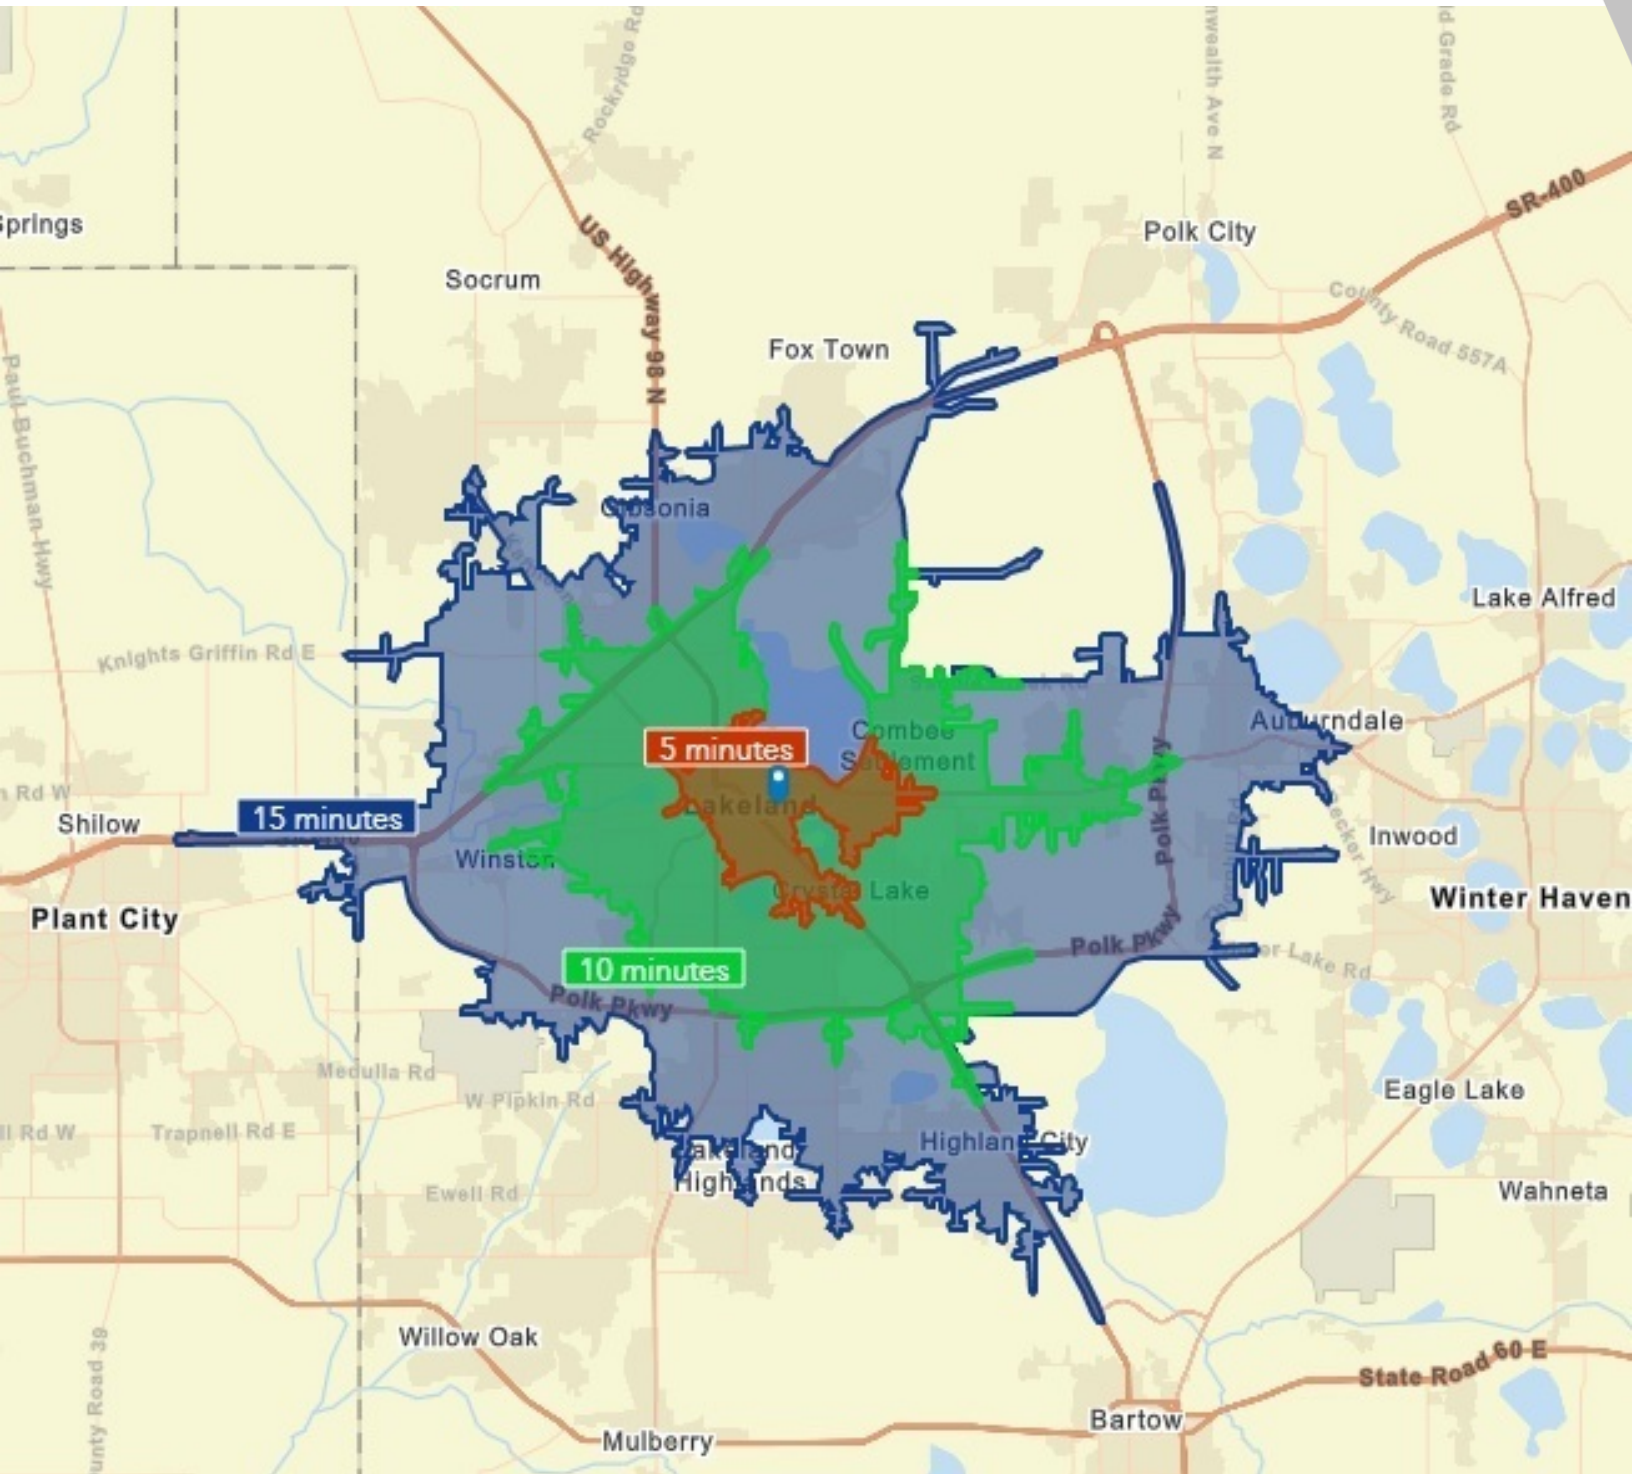 Rockridge Rd
Springs
US Highway 98 N
Socrum
Polk City
SR-400
County Road 557A
Paul-Buchman-Hwy
Fox Town
Gibsonia
Knights Griffin Rd E
Lake Alfred
Auburndale
5 minutes
Combee
Settlement
Lakeland
15 minutes
Shilow
Winston
Polk Pkwy
Inwood
Crystal Lake
Winter Haven
Plant City
10 minutes
Polk Pkwy
Polk Pkwy
Medulla Rd
W Pipkin Rd
Trapnell Rd E
Eagle Lake
Highland City
Lakeland
Highlands
Ewell Rd
Wahneta
Willow Oak
State Road 60 E
Bartow
Mulberry